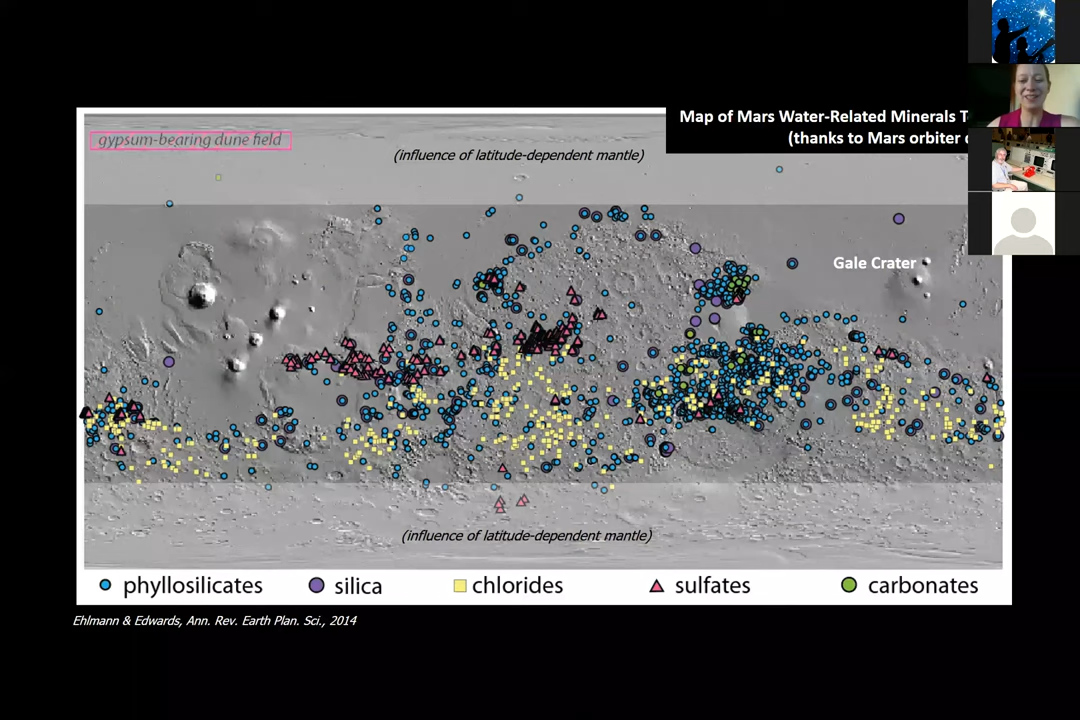 Map of Mars Water-Related Minerals
(thanks to Mars orbiter
gypsum-bearing dune field
(influence of latitude-dependent mantle)
Gale Crater
(influence of latitude-dependent mantle)
phyllosilicates silica chlorides sulfates carbonates
Ehlmann & Edwards, Ann. Rev. Earth Plan. Sci., 2014